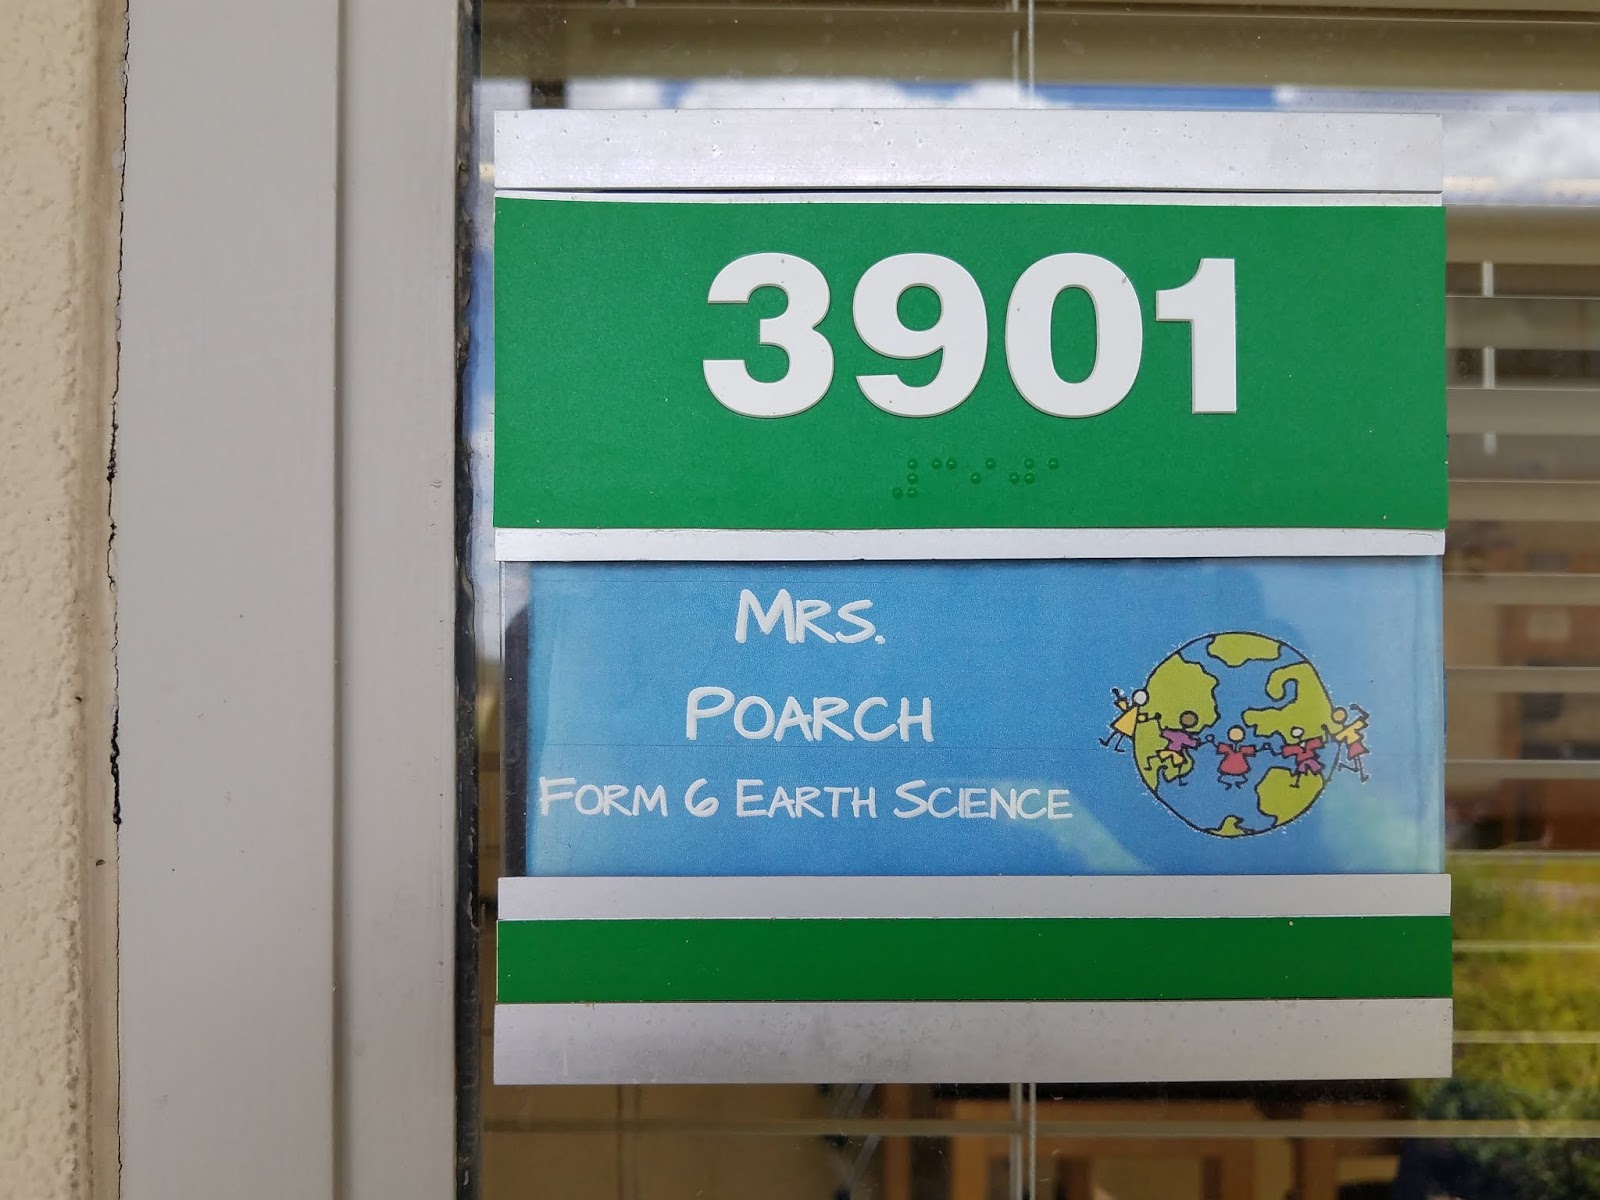 3901
⠼⠉⠊⠚⠁
MRS.
POARCH
FORM 6 EARTH SCIENCE